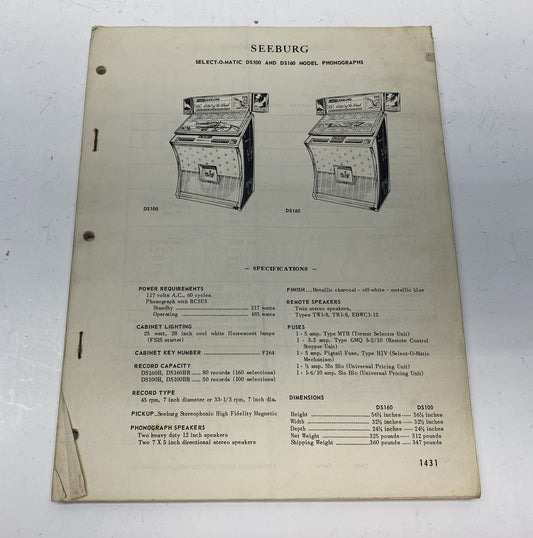 SEEBURG
SELECT-O-MATIC DS100 AND DS160 MODEL PHONOGRAPHS
SEEBURG
SEEBURG
DS100
DS160
– SPECIFICATIONS –
POWER REQUIREMENTS
117 volts A.C., 60 cycles
Phonograph with RCSU3
Standby 217 watts
Operating 405 watts
CABINET LIGHTING
25 watt, 28 inch cool white fluorescent lamps
(FS25 starter)
CABINET KEY NUMBER F264
RECORD CAPACITY
DS160H, DS160HR 80 records (160 selections)
DS100H, DS100HR 50 records (100 selections)
RECORD TYPE
45 rpm, 7 inch diameter or 33-1/3 rpm, 7 inch dia.
PICKUP Seeburg Stereophonic High Fidelity Magnetic
PHONOGRAPH SPEAKERS
Two heavy duty 12 inch speakers
Two 7 X 5 inch directional stereo speakers
FINISH Metallic charcoal - off-white - metallic blue
REMOTE SPEAKERS
Twin stereo speakers,
Types TW1-8, TR1-8, 
FUSES
1 - 5 amp. Type MTH (Format Selector Unit)
1 - 3.2 amp. Type GMQ 3-2/10 (Remote Control
Stepper Unit)
1 - 5 amp. Pigtail Fuse, Type HJV (Select-O-Matic
Mechanism)
1 - amp Slo Blo (Universal Pricing Unit)
1 - 1-6/10 amp. Slo Blo (Universal Pricing Unit)
DIMENSIONS
DS160 DS100
Height 56½ inches 56½ inches
Width 32½ inches 32½ inches
Depth 24½ inches 24½ inches
Net Weight 325 pounds 312 pounds
Shipping Weight 360 pounds 347 pounds
1431